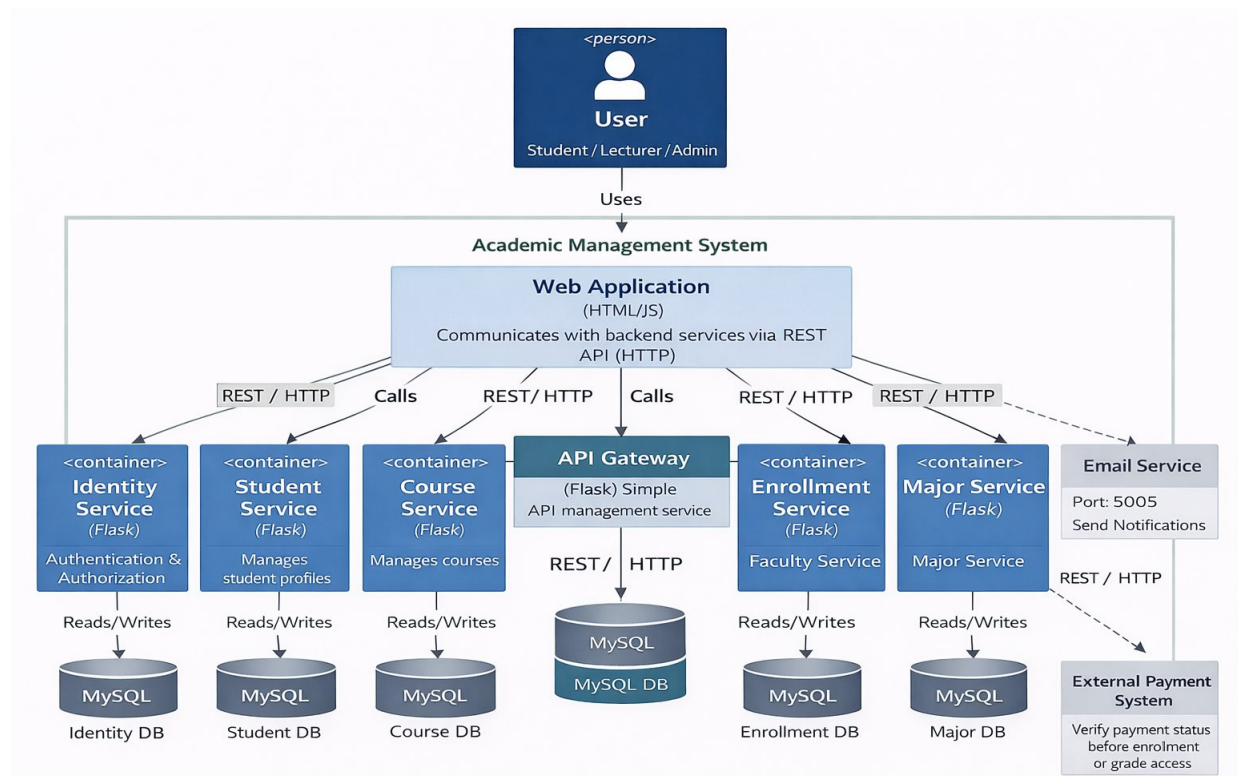 <person>
User
Student / Lecturer / Admin
Uses
Academic Management System
Web Application
(HTML/JS)
Communicates with backend services viıa REST
API (HTTP)
REST / HTTP
Calls
REST/ HTTP
Calls
REST / HTTP
REST / HTTP
<container>
Identity
Service
(Flask)
Authentication &
Authorization
<container>
Student
Service
(Flask)
Manages
student profiles
<container>
Course
Service
(Flask)
Manages courses
API Gateway
(Flask) Simple
API management service
<container>
Enrollment
Service
(Flask)
Faculty Service
<container>
Major Service
(Flask)
Major Service
Email Service
Port: 5005
Send Notifications
REST / HTTP
REST / HTTP
Reads/Writes
Reads/Writes
Reads/Writes
Reads/Writes
Reads/Writes
MySQL
Identity DB
MySQL
Student DB
MySQL
Course DB
MySQL
MySQL DB
MySQL
Enrollment DB
MySQL
Major DB
External Payment
System
Verify payment status
before enrollment
or grade access